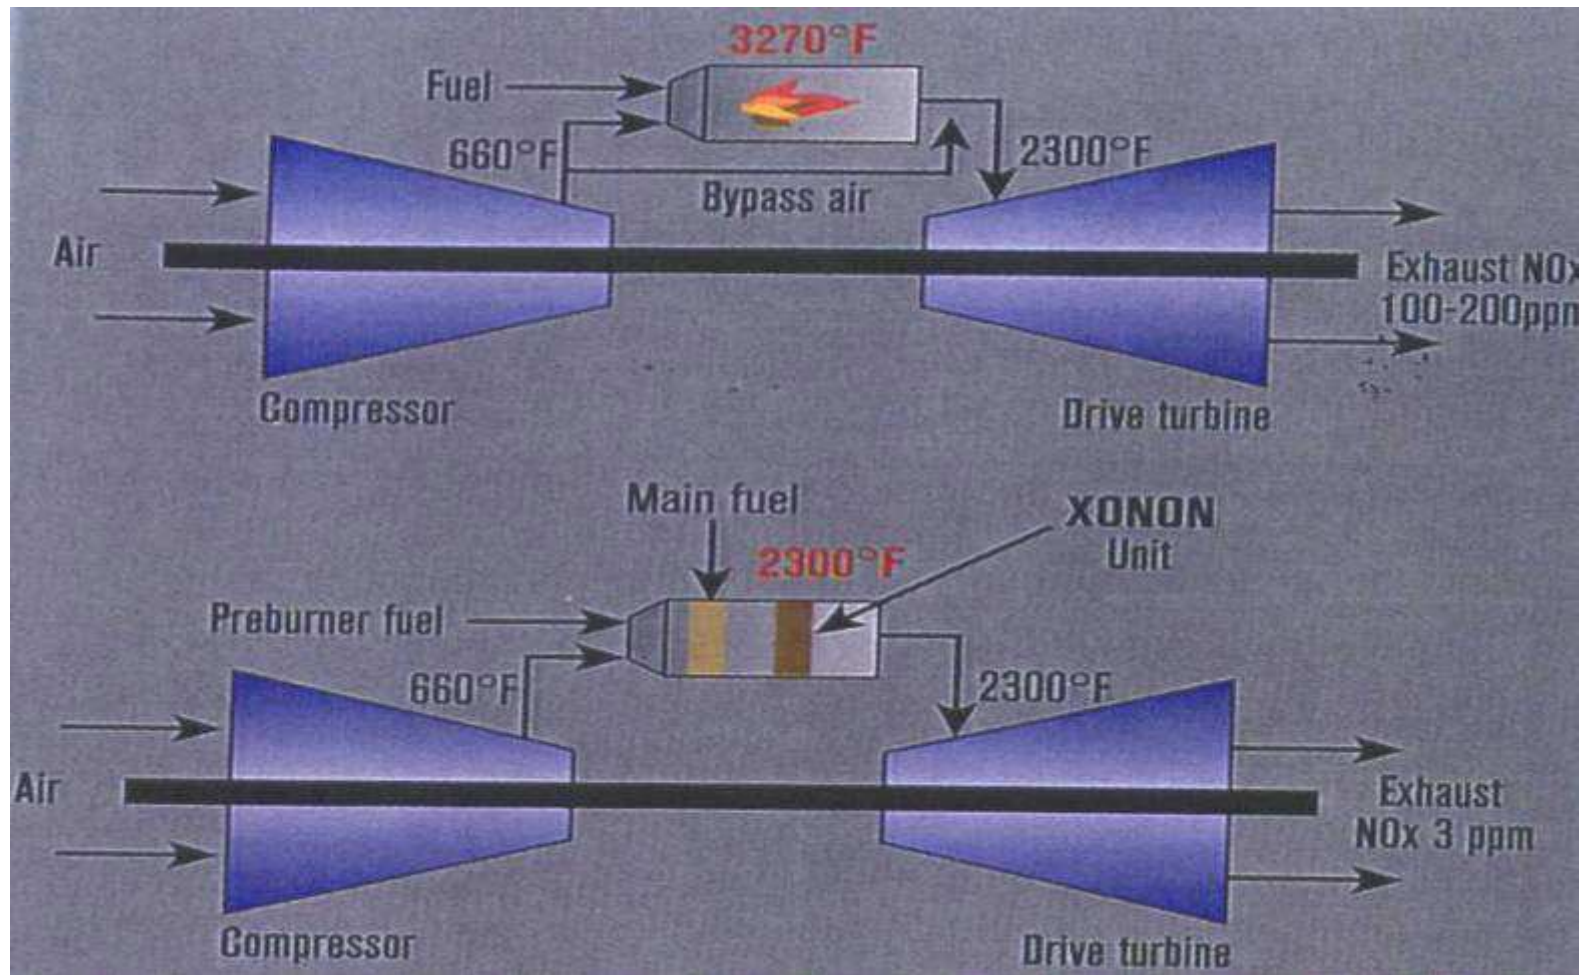 3270°F
Fuel
660°F
2300°F
Bypass air
Air
Exhaust NOx
100-200ppm
Compressor
Drive turbine
Main fuel
XONON
Unit
2300°F
Preburner fuel
660°F
2300°F
Air
Exhaust
NOx 3 ppm
Compressor
Drive turbine